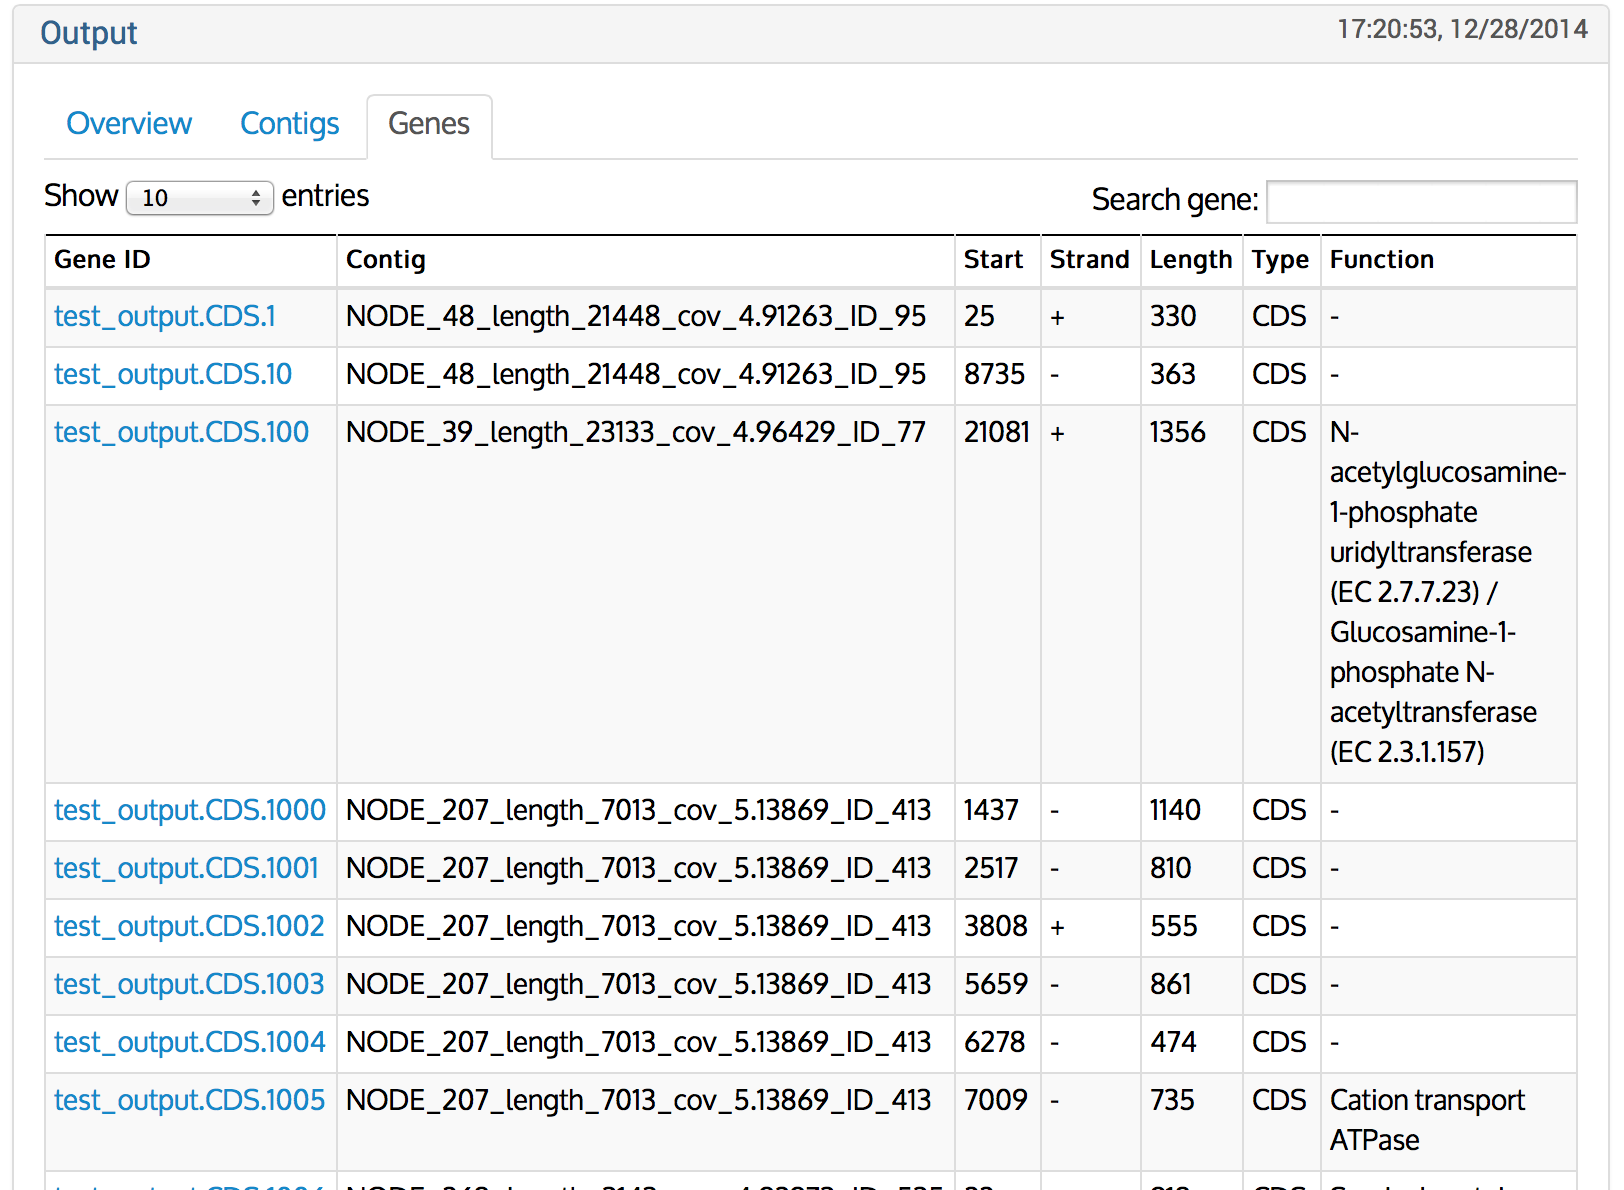 Output 17:20:53, 12/28/2014
Overview Contigs Genes
Show 10 entries Search gene:
Gene ID Contig Start Strand Length Type Function
test_output.CDS.1 NODE_48_length_21448_cov_4.91263_ID_95 25 + 330 CDS -
test_output.CDS.10 NODE_48_length_21448_cov_4.91263_ID_95 8735 - 363 CDS -
test_output.CDS.100 NODE_39_length_23133_cov_4.96429_ID_77 21081 + 1356 CDS N-
acetylglucosamine-
1-phosphate
uridyltransferase
(EC 2.7.7.23) /
Glucosamine-1-
phosphate N-
acetyltransferase
(EC 2.3.1.157)
test_output.CDS.1000 NODE_207_length_7013_cov_5.13869_ID_413 1437 - 1140 CDS -
test_output.CDS.1001 NODE_207_length_7013_cov_5.13869_ID_413 2517 - 810 CDS -
test_output.CDS.1002 NODE_207_length_7013_cov_5.13869_ID_413 3808 + 555 CDS -
test_output.CDS.1003 NODE_207_length_7013_cov_5.13869_ID_413 5659 - 861 CDS -
test_output.CDS.1004 NODE_207_length_7013_cov_5.13869_ID_413 6278 - 474 CDS -
test_output.CDS.1005 NODE_207_length_7013_cov_5.13869_ID_413 7009 - 735 CDS Cation transport
ATPase